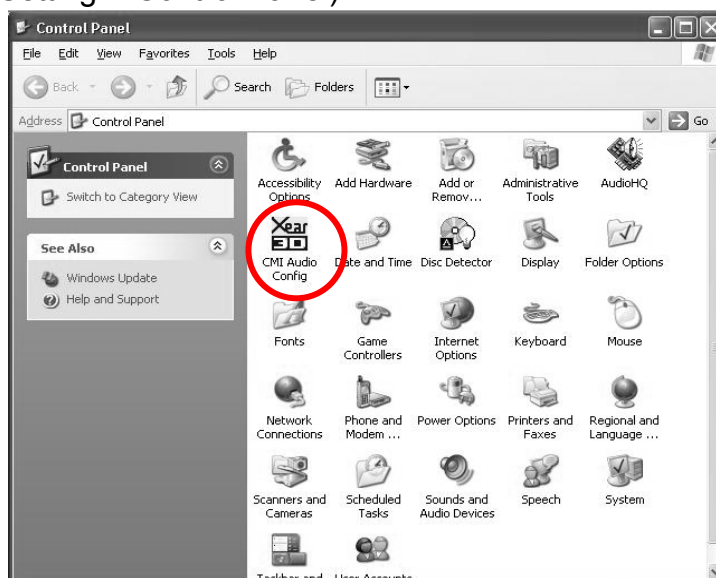 Control Panel
File Edit View Favorites Tools Help
Back Search Folders
Address Control Panel Go
Control Panel
Switch to Category View
See Also
Windows Update
Help and Support
Accessibility Options
Add Hardware
Add or Remov...
Administrative Tools
AudioHQ
Xear
3D
CMI Audio Config
Date and Time
Disc Detector
Display
Folder Options
Fonts
Game Controllers
Internet Options
Keyboard
Mouse
Network Connections
Phone and Modem ...
Power Options
Printers and Faxes
Regional and Language ...
Scanners and Cameras
Scheduled Tasks
Sounds and Audio Devices
Speech
System
Taskbar and
User Accounts